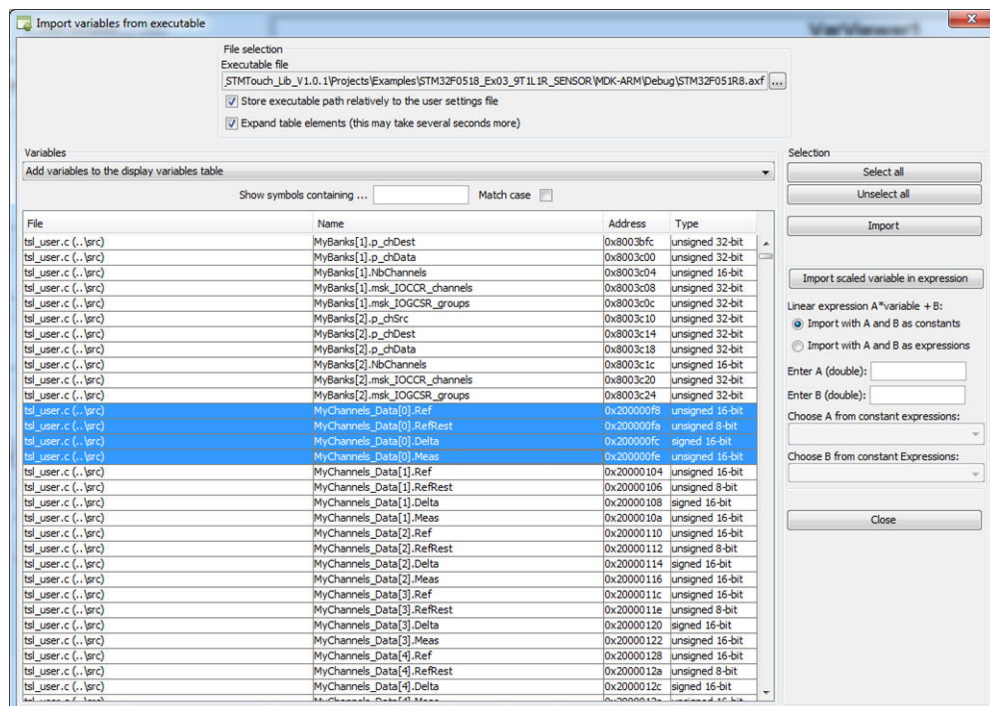 Import variables from executable
File selection
Executable file
STMTouch_Lib_V1.0.1\Projects\Examples\STM32F0518_Ex03_9T1L1R_SENSOR\MDK-ARM\Debug\STM32F051R8.axf ...
Store executable path relatively to the user settings file
Expand table elements (this may take several seconds more)
Variables
Add variables to the display variables table
Show symbols containing ... Match case
File Name Address Type
tsl_user.c (..\src) MyBanks[1].p_chDest 0x8003bfc unsigned 32-bit
tsl_user.c (..\src) MyBanks[1].p_chData 0x8003c00 unsigned 32-bit
tsl_user.c (..\src) MyBanks[1].NbChannels 0x8003c04 unsigned 16-bit
tsl_user.c (..\src) MyBanks[1].msk_IOCCR_channels 0x8003c08 unsigned 32-bit
tsl_user.c (..\src) MyBanks[1].msk_IOGCSR_groups 0x8003c0c unsigned 32-bit
tsl_user.c (..\src) MyBanks[2].p_chSrc 0x8003c10 unsigned 32-bit
tsl_user.c (..\src) MyBanks[2].p_chDest 0x8003c14 unsigned 32-bit
tsl_user.c (..\src) MyBanks[2].p_chData 0x8003c18 unsigned 32-bit
tsl_user.c (..\src) MyBanks[2].NbChannels 0x8003c1c unsigned 16-bit
tsl_user.c (..\src) MyBanks[2].msk_IOCCR_channels 0x8003c20 unsigned 32-bit
tsl_user.c (..\src) MyBanks[2].msk_IOGCSR_groups 0x8003c24 unsigned 32-bit
tsl_user.c (..\src) MyChannels_Data[0].Ref 0x200000f8 unsigned 16-bit
tsl_user.c (..\src) MyChannels_Data[0].RefRest 0x200000fa unsigned 8-bit
tsl_user.c (..\src) MyChannels_Data[0].Delta 0x200000fc signed 16-bit
tsl_user.c (..\src) MyChannels_Data[0].Meas 0x200000fe unsigned 16-bit
tsl_user.c (..\src) MyChannels_Data[1].Ref 0x20000104 unsigned 16-bit
tsl_user.c (..\src) MyChannels_Data[1].RefRest 0x20000106 unsigned 8-bit
tsl_user.c (..\src) MyChannels_Data[1].Delta 0x20000108 signed 16-bit
tsl_user.c (..\src) MyChannels_Data[1].Meas 0x2000010a unsigned 16-bit
tsl_user.c (..\src) MyChannels_Data[2].Ref 0x20000110 unsigned 16-bit
tsl_user.c (..\src) MyChannels_Data[2].RefRest 0x20000112 unsigned 8-bit
tsl_user.c (..\src) MyChannels_Data[2].Delta 0x20000114 signed 16-bit
tsl_user.c (..\src) MyChannels_Data[2].Meas 0x20000116 unsigned 16-bit
tsl_user.c (..\src) MyChannels_Data[3].Ref 0x2000011c unsigned 16-bit
tsl_user.c (..\src) MyChannels_Data[3].RefRest 0x2000011e unsigned 8-bit
tsl_user.c (..\src) MyChannels_Data[3].Delta 0x20000120 signed 16-bit
tsl_user.c (..\src) MyChannels_Data[3].Meas 0x20000122 unsigned 16-bit
tsl_user.c (..\src) MyChannels_Data[4].Ref 0x20000128 unsigned 16-bit
tsl_user.c (..\src) MyChannels_Data[4].RefRest 0x2000012a unsigned 8-bit
tsl_user.c (..\src) MyChannels_Data[4].Delta 0x2000012c signed 16-bit
Selection
Select all
Unselect all
Import
Import scaled variable in expression
Linear expression A*variable + B:
Import with A and B as constants
Import with A and B as expressions
Enter A (double):
Enter B (double):
Choose A from constant expressions:
Choose B from constant Expressions:
Close